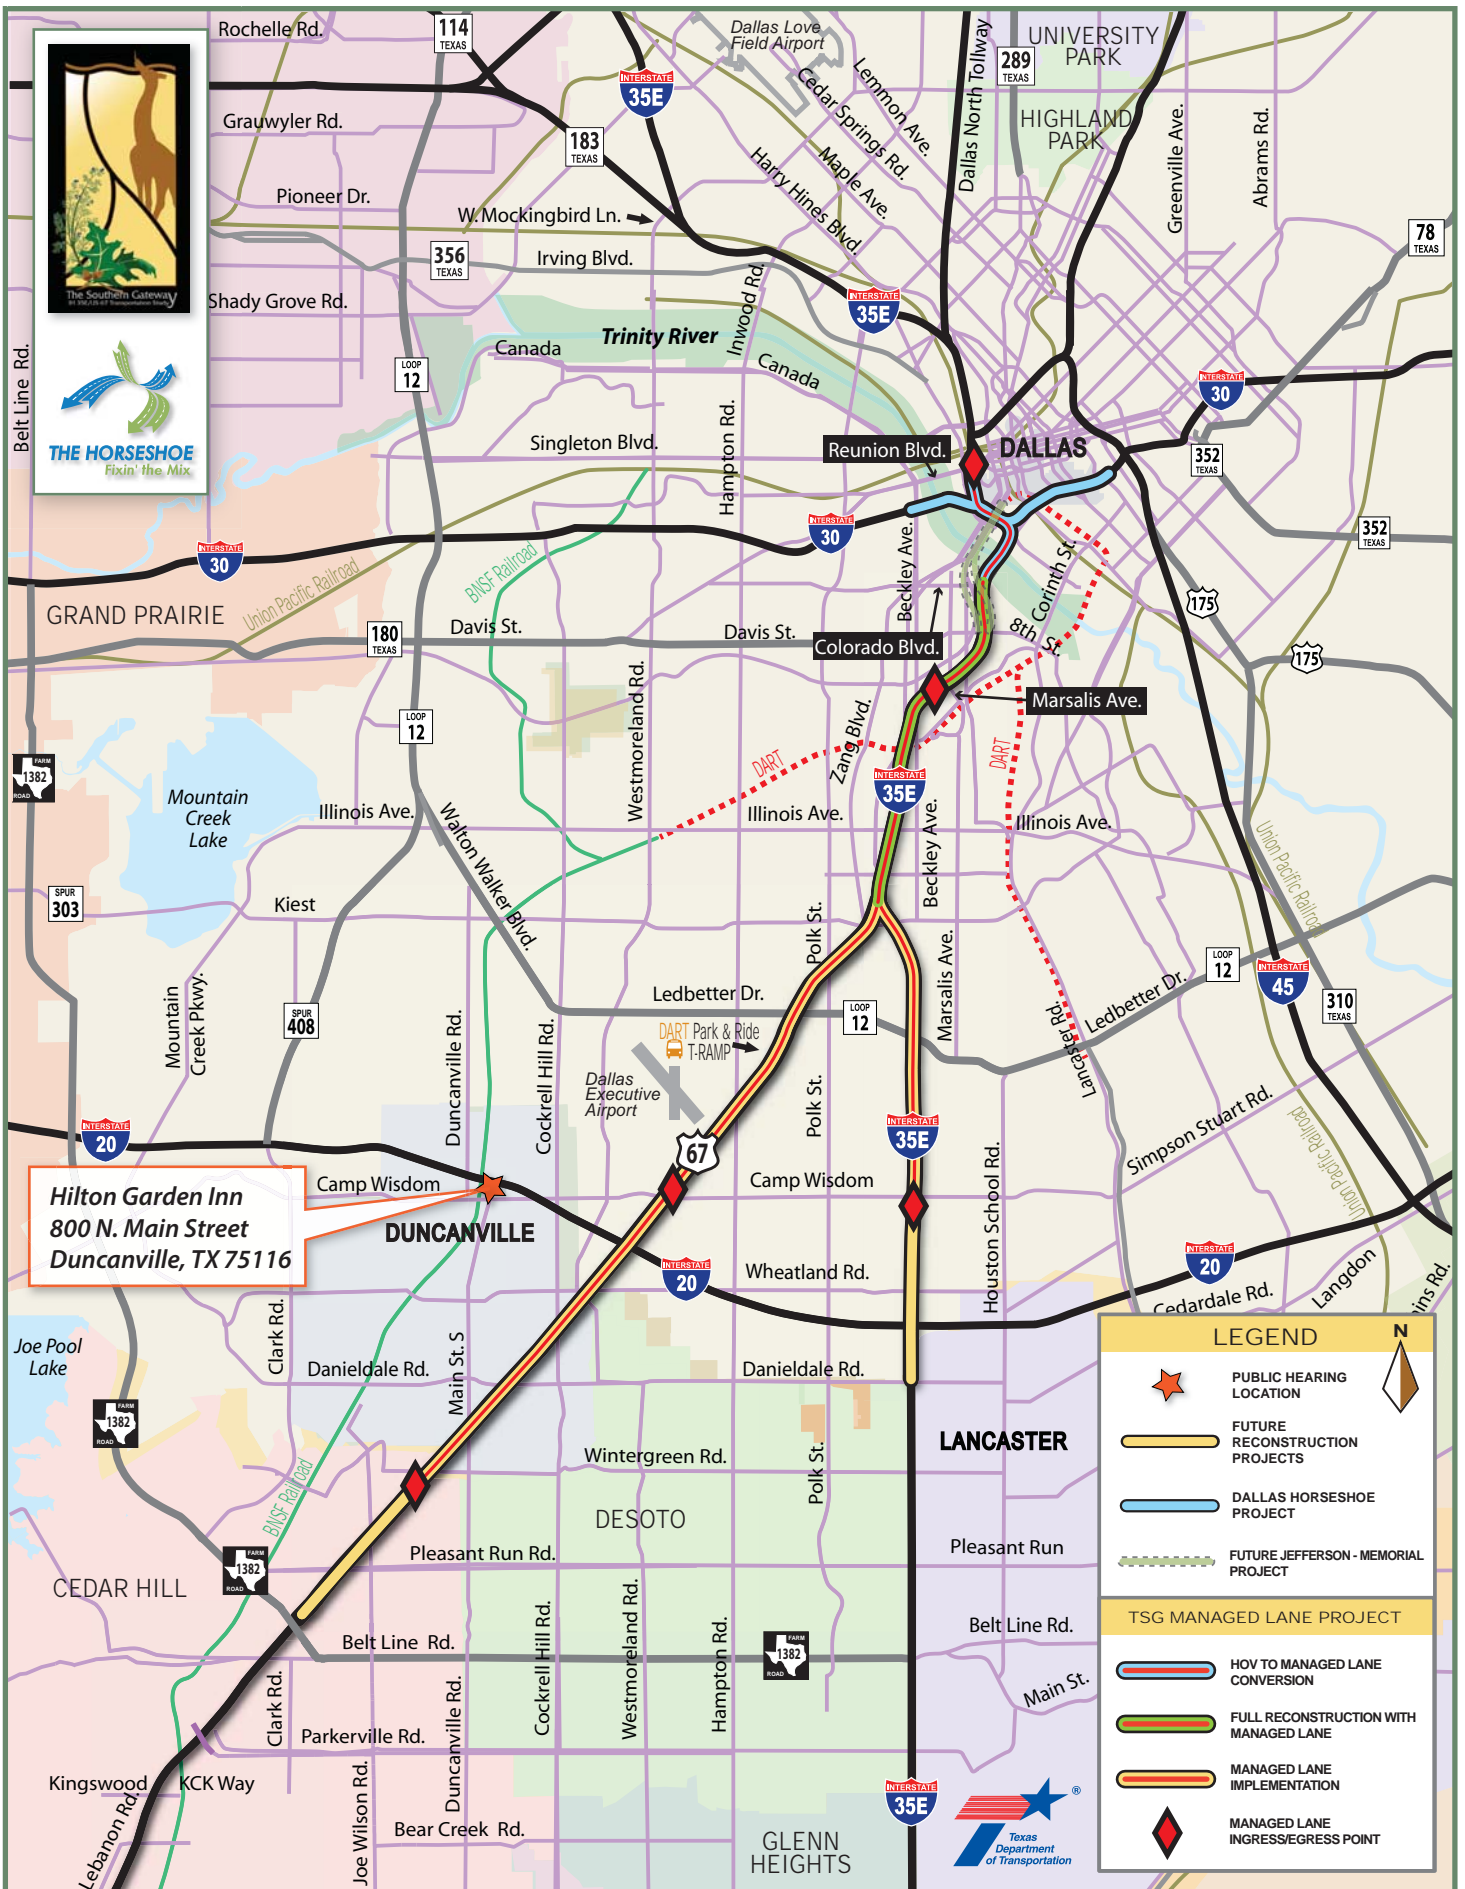 The Southern Gateway
IH 35E/US-67 Transportation Study
THE HORSESHOE
Fixin' the Mix
Rochelle Rd.
114
TEXAS
INTERSTATE
35E
Dallas Love
Field Airport
Lemmon Ave.
Cedar Springs Rd.
Dallas North Tollway
289
TEXAS
UNIVERSITY
PARK
HIGHLAND
PARK
Greenville Ave.
Abrams Rd.
Grauwyler Rd.
183
TEXAS
Maple Ave.
Harry Hines Blvd.
Pioneer Dr.
W. Mockingbird Ln.
78
TEXAS
356
TEXAS
Irving Blvd.
Inwood Rd.
Shady Grove Rd.
INTERSTATE
35E
Trinity River
Canada
Canada
LOOP
12
INTERSTATE
30
Belt Line Rd.
Hampton Rd.
Singleton Blvd.
Reunion Blvd.
DALLAS
352
TEXAS
352
TEXAS
INTERSTATE
30
INTERSTATE
30
BNSF Railroad
Union Pacific Railroad
Beckley Ave.
Corinth St.
175
GRAND PRAIRIE
180
TEXAS
Davis St.
Davis St.
8th St.
Colorado Blvd.
175
Marsalis Ave.
Westmoreland Rd.
LOOP
12
Zang Blvd.
DART
DART
FARM
1382
ROAD
INTERSTATE
35E
Mountain
Creek
Lake
Illinois Ave.
Walton Walker Blvd.
Illinois Ave.
Beckley Ave.
Illinois Ave.
Union Pacific Railroad
SPUR
303
Kiest
Polk St.
Marsalis Ave.
LOOP
12
INTERSTATE
45
Mountain
Creek Pkwy.
SPUR
408
Duncanville Rd.
Cockrell Hill Rd.
Ledbetter Dr.
LOOP
12
Ledbetter Dr.
310
TEXAS
DART Park & Ride
T-RAMP
Lancaster Rd.
Dallas
Executive
Airport
Polk St.
INTERSTATE
20
INTERSTATE
35E
Simpson Stuart Rd.
Union Pacific Railroad
Union Pacific Railroad
67
Houston School Rd.
Hilton Garden Inn
800 N. Main Street
Duncanville, TX 75116
Camp Wisdom
Camp Wisdom
DUNCANVILLE
INTERSTATE
20
Wheatland Rd.
INTERSTATE
20
Cedardale Rd.
Langdon
ins Rd.
Joe Pool
Lake
Clark Rd.
Main St. S
Danieldale Rd.
Danieldale Rd.
FARM
1382
ROAD
LANCASTER
Wintergreen Rd.
Polk St.
BNSF Railroad
DESOTO
Pleasant Run Rd.
Pleasant Run
FARM
1382
ROAD
CEDAR HILL
Belt Line Rd.
Belt Line Rd.
Cockrell Hill Rd.
Westmoreland Rd.
Hampton Rd.
FARM
1382
ROAD
Main St.
Clark Rd.
Duncanville Rd.
Parkerville Rd.
Kingswood
KCK Way
Lebanon Rd.
Joe Wilson Rd.
Bear Creek Rd.
INTERSTATE
35E
GLENN
HEIGHTS
®
Texas
Department
of Transportation
LEGEND
N
PUBLIC HEARING
LOCATION
FUTURE
RECONSTRUCTION
PROJECTS
DALLAS HORSESHOE
PROJECT
FUTURE JEFFERSON - MEMORIAL
PROJECT
TSG MANAGED LANE PROJECT
HOV TO MANAGED LANE
CONVERSION
FULL RECONSTRUCTION WITH
MANAGED LANE
MANAGED LANE
IMPLEMENTATION
MANAGED LANE
INGRESS/EGRESS POINT